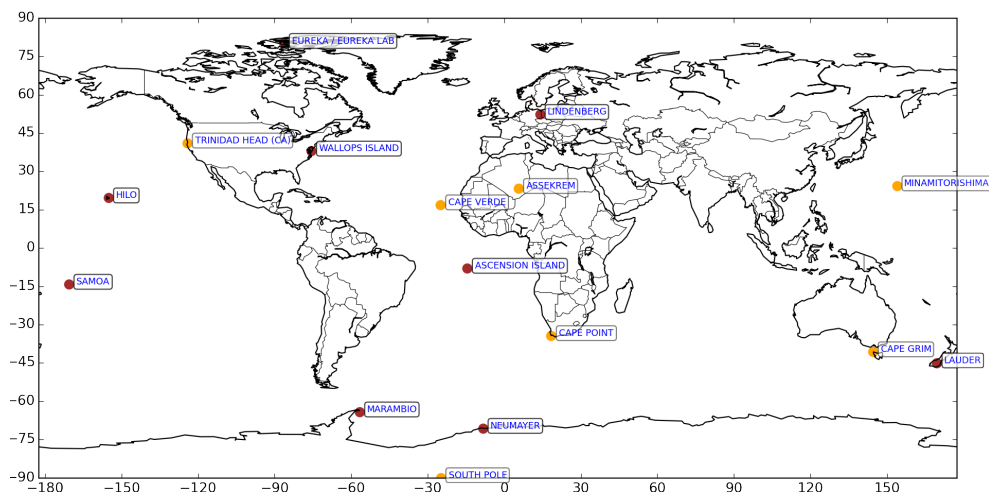 90
75
60
45
30
15
0
−15
−30
−45
−60
−75
−90
EUREKA / EUREKA LAB
LINDENBERG
TRINIDAD HEAD (CA)
WALLOPS ISLAND
ASSEKREM
MINAMITORISHIMA
HILO
CAPE VERDE
ASCENSION ISLAND
SAMOA
CAPE POINT
CAPE GRIM
LAUDER
MARAMBIO
NEUMAYER
SOUTH POLE
−180 −150 −120 −90 −60 −30 0 30 60 90 120 150